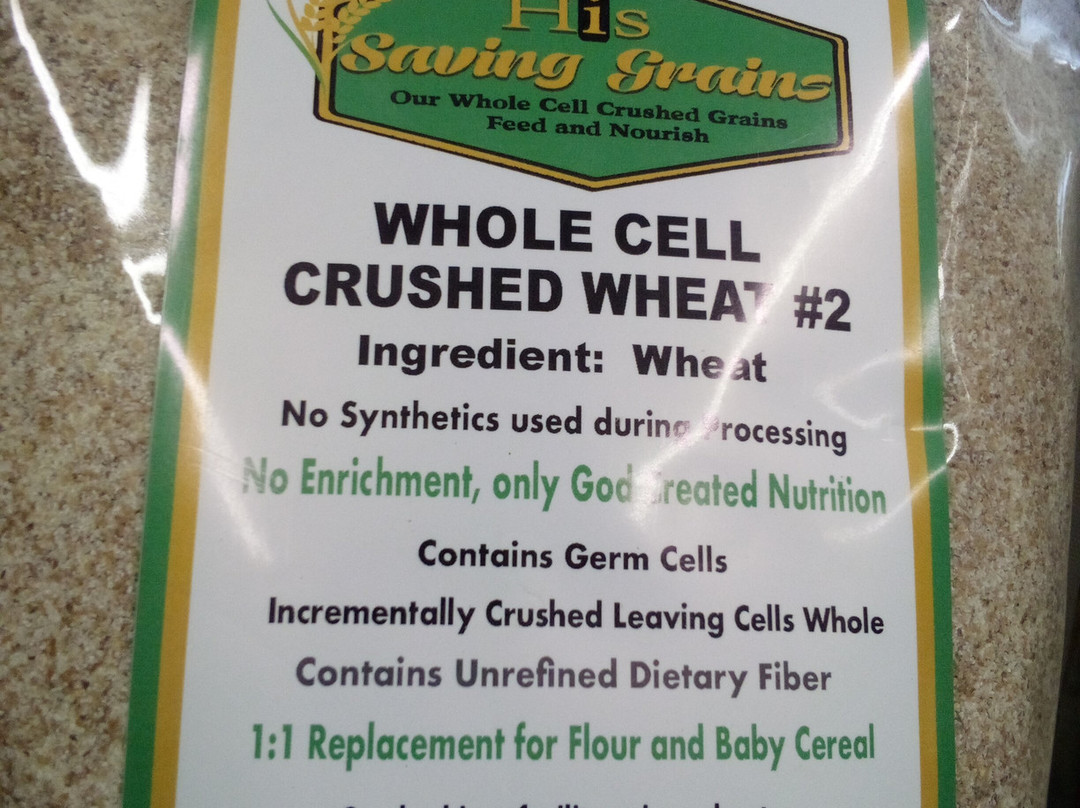 His
Saving Grains
Our Whole Cell Crushed Grains
Feed and Nourish
WHOLE CELL
CRUSHED WHEAT #2
Ingredient: Wheat
No Synthetics used during Processing
No Enrichment, only God Created Nutrition
Contains Germ Cells
Incrementally Crushed Leaving Cells Whole
Contains Unrefined Dietary Fiber
1:1 Replacement for Flour and Baby Cereal